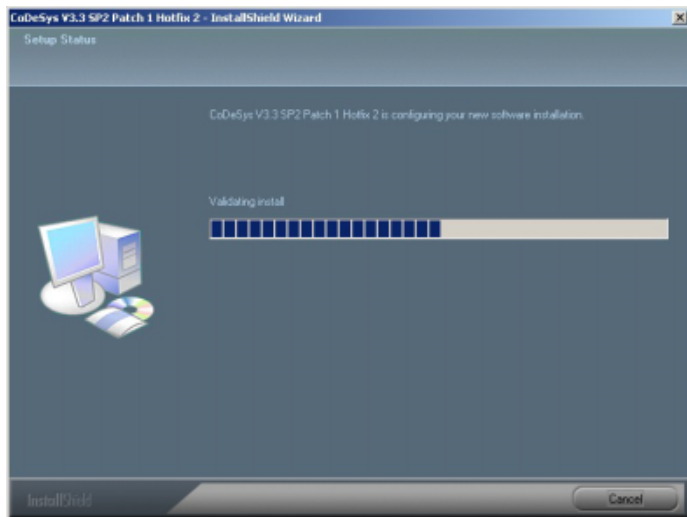 CoDeSys V3.3 SP2 Patch 1 Hotfix 2 - InstallShield Wizard
Setup Status
CoDeSys V3.3 SP2 Patch 1 Hotfix 2 is configuring your new software installation.
Validating install
InstallShield
Cancel